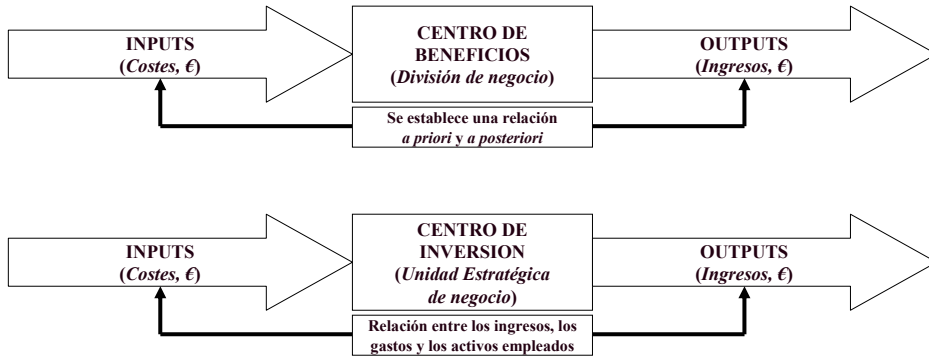 INPUTS
(Costes, €)
CENTRO DE
BENEFICIOS
(División de negocio)
OUTPUTS
(Ingresos, €)
Se establece una relación
a priori y a posteriori
INPUTS
(Costes, €)
CENTRO DE
INVERSION
(Unidad Estratégica
de negocio)
OUTPUTS
(Ingresos, €)
Relación entre los ingresos, los
gastos y los activos empleados